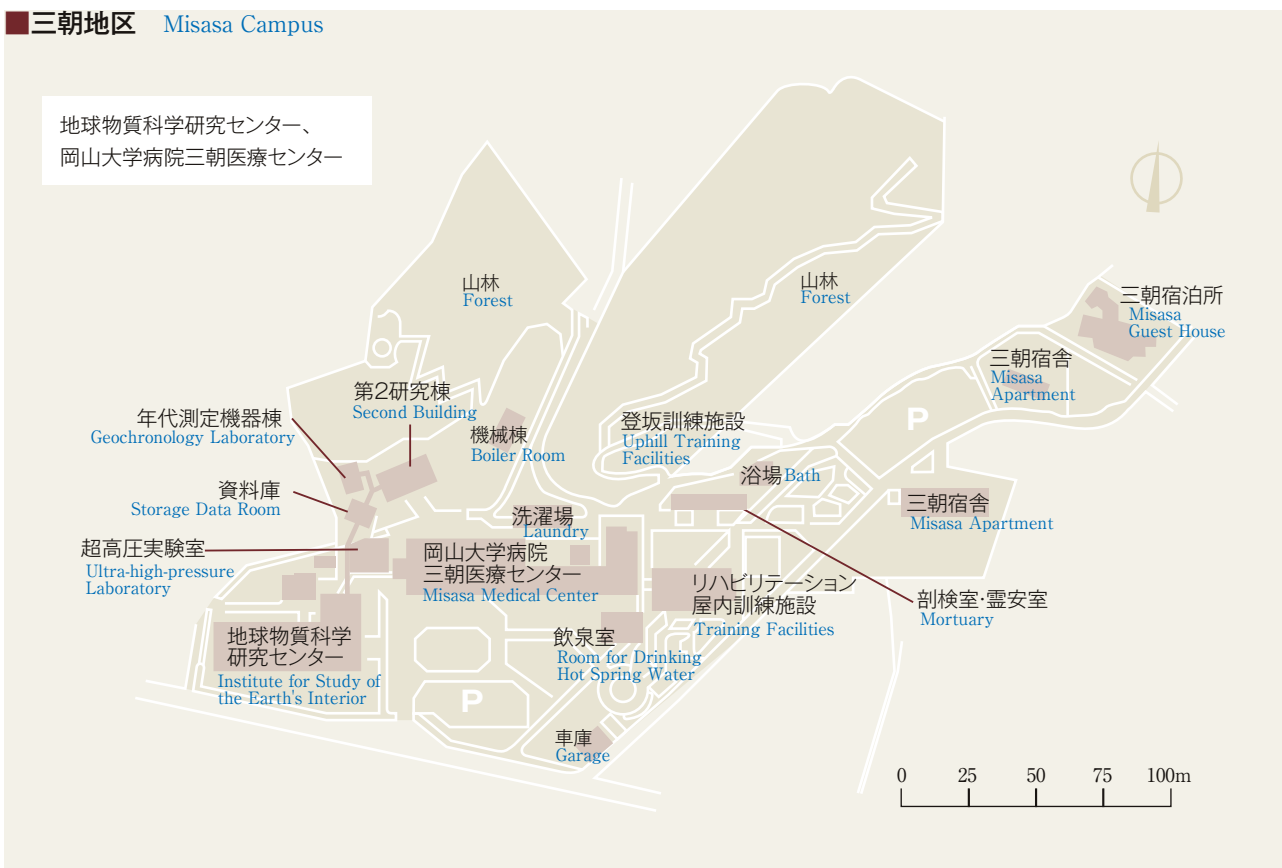 三朝地区 Misasa Campus
地球物質科学研究センター、
岡山大学病院三朝医療センター
山林
Forest
山林
Forest
三朝宿泊所
Misasa
Guest House
三朝宿舎
Misasa
Apartment
P
第2研究棟
Second Building
年代測定機器棟
Geochronology Laboratory
機械棟
Boiler Room
登坂訓練施設
Uphill Training
Facilities
浴場 Bath
資料庫
Storage Data Room
三朝宿舎
Misasa Apartment
洗濯場
Laundry
超高圧実験室
Ultra-high-pressure
Laboratory
岡山大学病院
三朝医療センター
Misasa Medical Center
リハビリテーション
屋内訓練施設
Training Facilities
剖検室・霊安室
Mortuary
地球物質科学
研究センター
Institute for Study of
the Earth's Interior
飲泉室
Room for Drinking
Hot Spring Water
P
車庫
Garage
0 25 50 75 100m